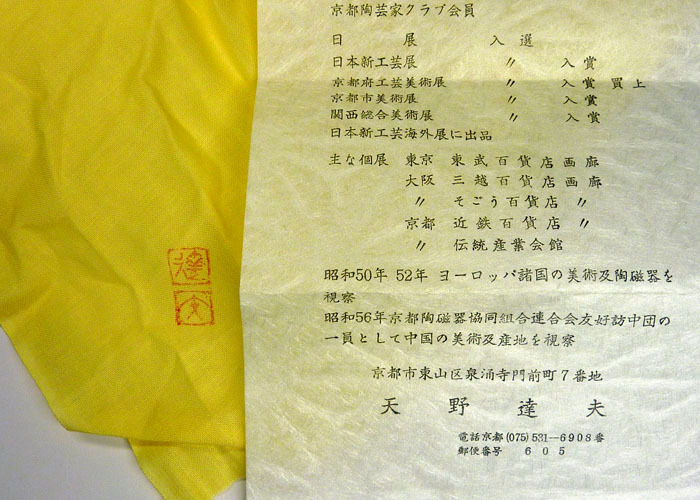 京都陶芸家クラブ会員
日展 入選
日本新工芸展 〃 入賞
京都府工芸美術展 〃 入賞 買上
京都市美術展 〃 入賞
関西総合美術展 〃 入賞
日本新工芸海外展に出品
主な個展 東京 東武百貨店画廊
大阪 三越百貨店画廊
〃 そごう百貨店 〃
京都 近鉄百貨店 〃
〃 伝統産業会館
昭和50年 52年 ヨーロッパ諸国の美術及陶磁器を
視察
昭和56年京都陶磁器協同組合連合会友好訪中団の
一員として中国の美術及産地を視察
京都市東山区泉涌寺門前町7番地
天野達夫
電話京都(075)531-6908番
郵便番号 605
達
夫